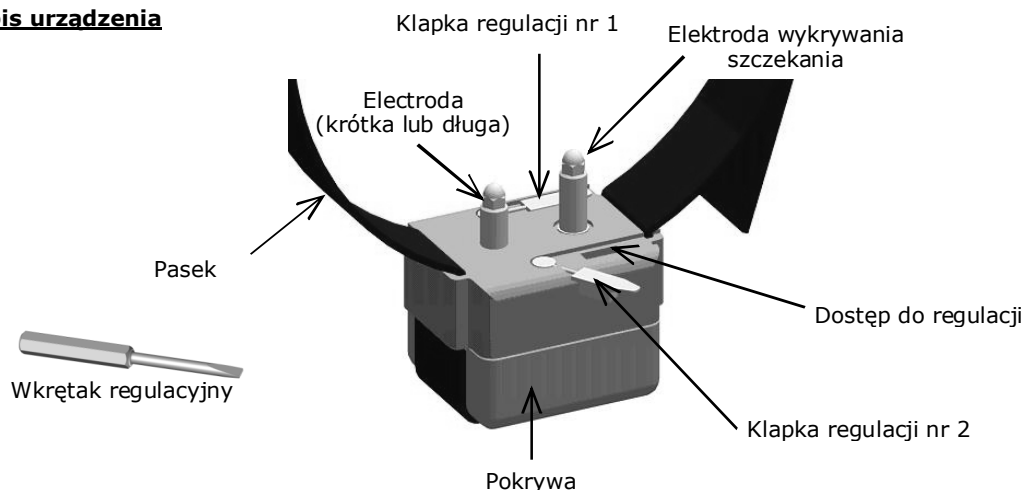 is urządzenia
Klapka regulacji nr 1
Elektroda wykrywania
szczekania
Electroda
(krótka lub długa)
Pasek
Dostęp do regulacji
Wkrętak regulacyjny
Klapka regulacji nr 2
Pokrywa